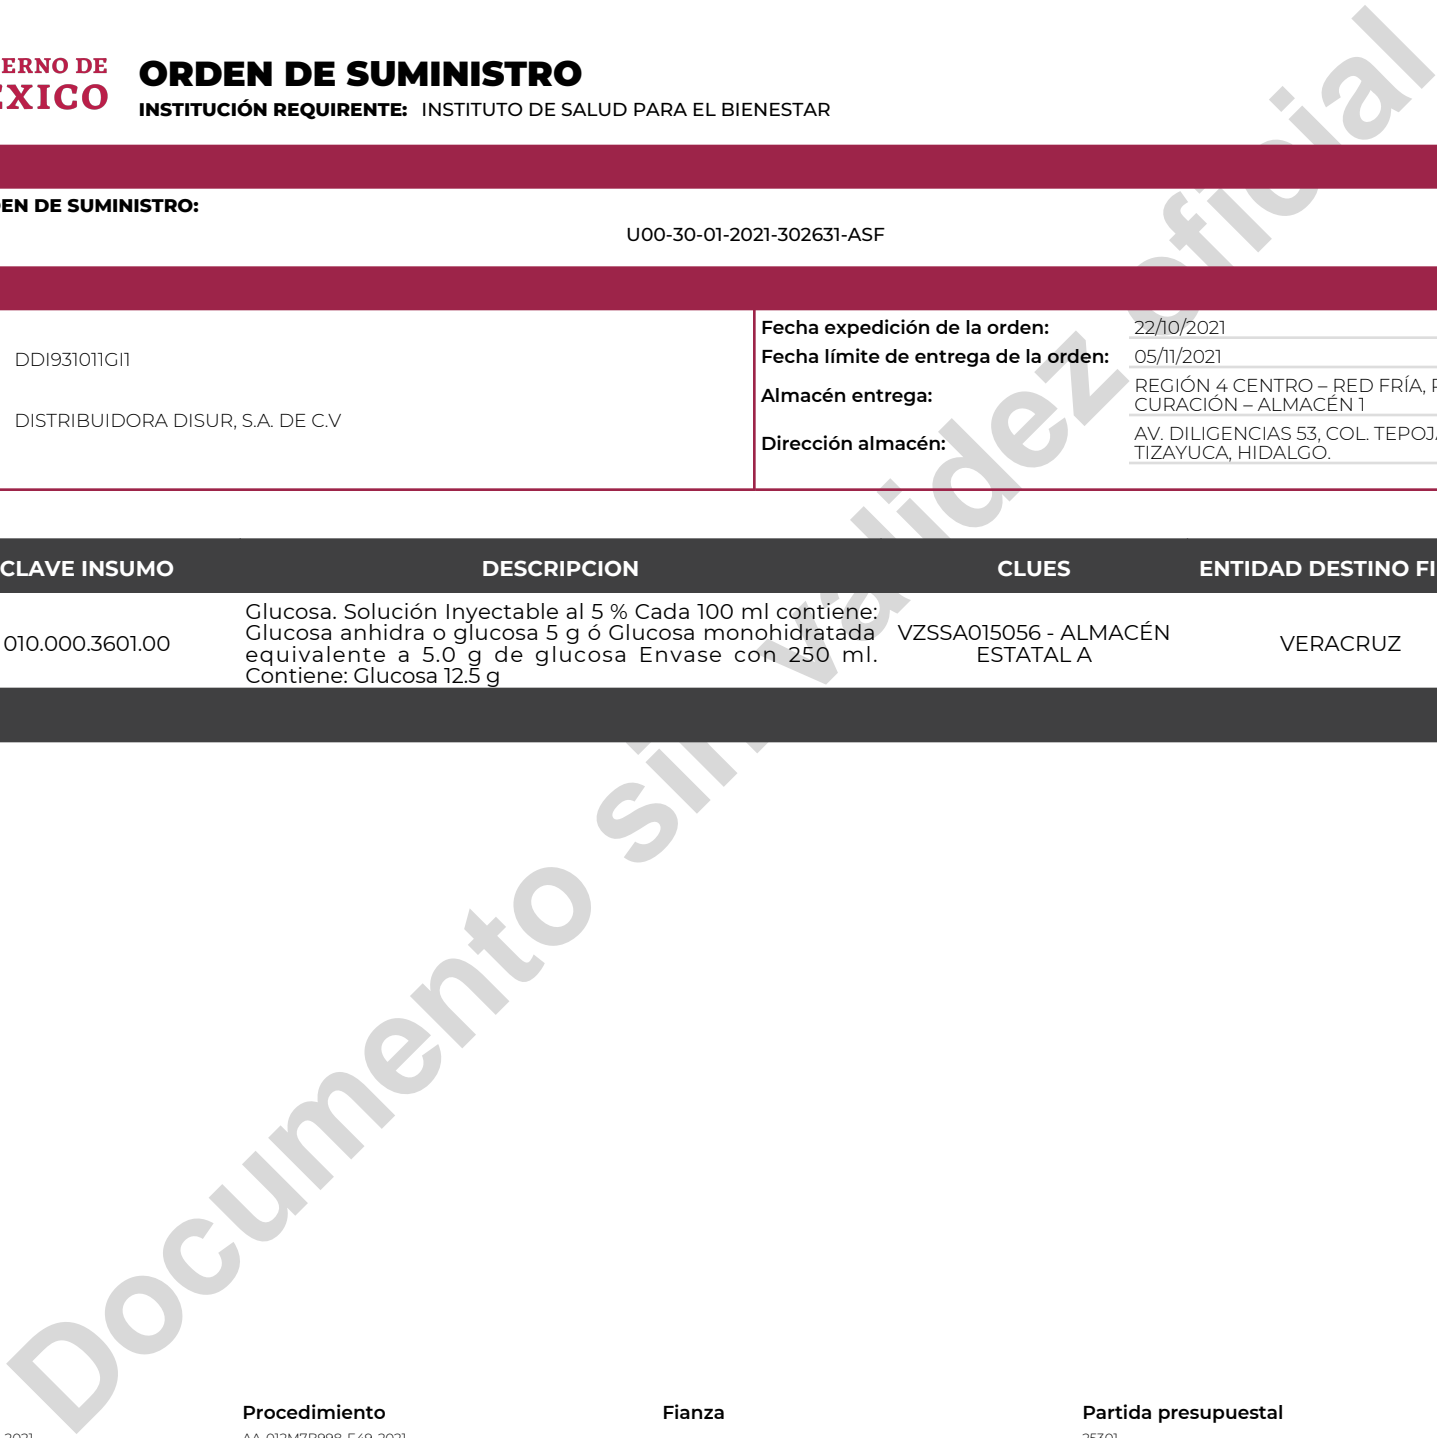 ORDEN DE SUMINISTRO
MÉXICO
INSTITUCIÓN REQUIRENTE: INSTITUTO DE SALUD PARA EL BIENESTAR
EN DE SUMINISTRO:
U00-30-01-2021-302631-ASF
DDI931011GI1
DISTRIBUIDORA DISUR, S.A. DE C.V
Fecha expedición de la orden: 22/10/2021
Fecha límite de entrega de la orden: 05/11/2021
Almacén entrega: REGIÓN 4 CENTRO – RED FRÍA,
CURACIÓN – ALMACÉN 1
Dirección almacén: AV. DILIGENCIAS 53, COL. TEPOJ
TIZAYUCA, HIDALGO.
CLAVE INSUMO DESCRIPCION CLUES ENTIDAD DESTINO FI
010.000.3601.00
Glucosa. Solución Inyectable al 5 % Cada 100 ml contiene:
Glucosa anhidra o glucosa 5 g ó Glucosa monohidratada
equivalente a 5.0 g de glucosa Envase con 250 ml.
Contiene: Glucosa 12.5 g
VZSSA015056 - ALMACÉN
ESTATAL A
VERACRUZ
Documento sin validez oficial
Procedimiento Fianza Partida presupuestal